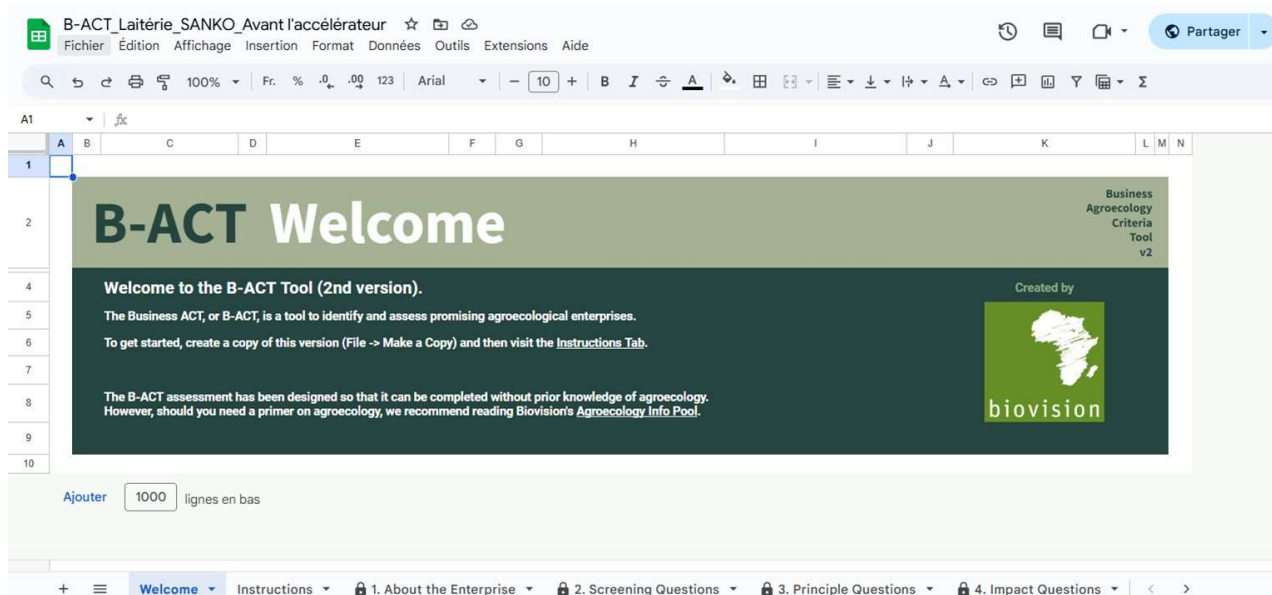 B-ACT_Laitérie_SANKO_Avant l'accélérateur
Partager
Fichier Édition Affichage Insertion Format Données Outils Extensions Aide
100% Fr. % .0 .00 123 Arial − 10 + B I A Σ
A1 fx
A B C D E F G H I J K L M N
1
2
B-ACT Welcome
Business
Agroecology
Criteria
Tool
v2
4
Welcome to the B-ACT Tool (2nd version).
Created by
5
The Business ACT, or B-ACT, is a tool to identify and assess promising agroecological enterprises.
6
To get started, create a copy of this version (File -> Make a Copy) and then visit the Instructions Tab.
7
8
The B-ACT assessment has been designed so that it can be completed without prior knowledge of agroecology.
However, should you need a primer on agroecology, we recommend reading Biovision's Agroecology Info Pool.
biovision
9
10
Ajouter 1000 lignes en bas
+ Welcome Instructions 1. About the Enterprise 2. Screening Questions 3. Principle Questions 4. Impact Questions < >